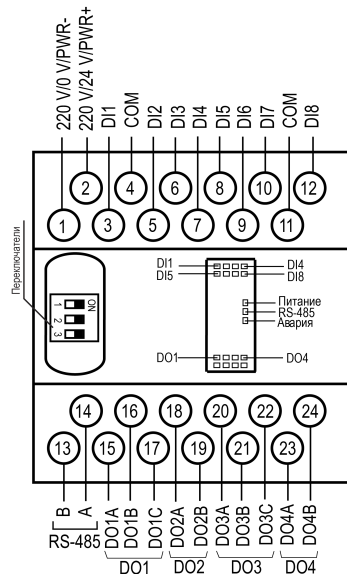 220 V/0 V/PWR-
220 V/24 V/PWR+
DI1
COM
DI2
DI3
DI4
DI5
DI6
DI7
COM
DI8
2
4
6
8
10
12
1
3
5
7
9
11
Переключатели
ON
1
2
3
DI1
DI5
DI4
DI8
Питание
RS-485
Авария
DO1
DO4
14
16
18
20
22
24
13
15
17
19
21
23
B
A
DO1A
DO1B
DO1C
DO2A
DO2B
DO3A
DO3B
DO3C
DO4A
DO4B
RS-485
DO1
DO2
DO3
DO4